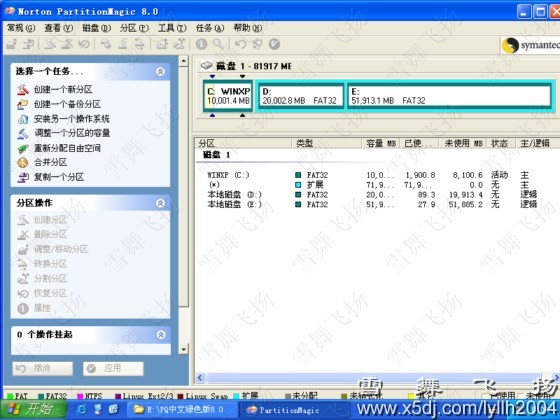 Norton PartitionMagic 8.0
常规(G) 查看(V) 磁盘(D) 分区(P) 工具(T) 任务(A) 帮助(H)
symantec
选择一个任务...
创建一个新分区
创建一个备份分区
安装另一个操作系统
调整一个分区的容量
重新分配自由空间
合并分区
复制一个分区
分区操作
创建分区
删除分区
调整/移动分区
转换分区
分割分区
恢复分区
属性
0 个操作挂起
撤消 应用
磁盘 1 - 81917 MB
C: WINXP D: E:
10,001.4 MB 20,002.8 MB FAT32 51,913.1 MB FAT32
分区 类型 容量 MB 已使... 未使用 MB 状态 主/逻辑
磁盘 1
WINXP (C:) FAT32 10,0... 1,900.8 8,100.6 活动 主
(*) 扩展 71,9... 71,9... 0.0 无 主
本地磁盘 (D:) FAT32 20,0... 89.3 19,913.4 无 逻辑
本地磁盘 (E:) FAT32 51,9... 27.9 51,885.2 无 逻辑
FAT FAT32 NTFS Linux Ext2/3 Linux Swap 扩展 未分配 已使用 未使用
开始 H:\PQ中文绿色版8.0 PartitionMagic
雪舞飞扬
www.x5dj.com/lyllh2004